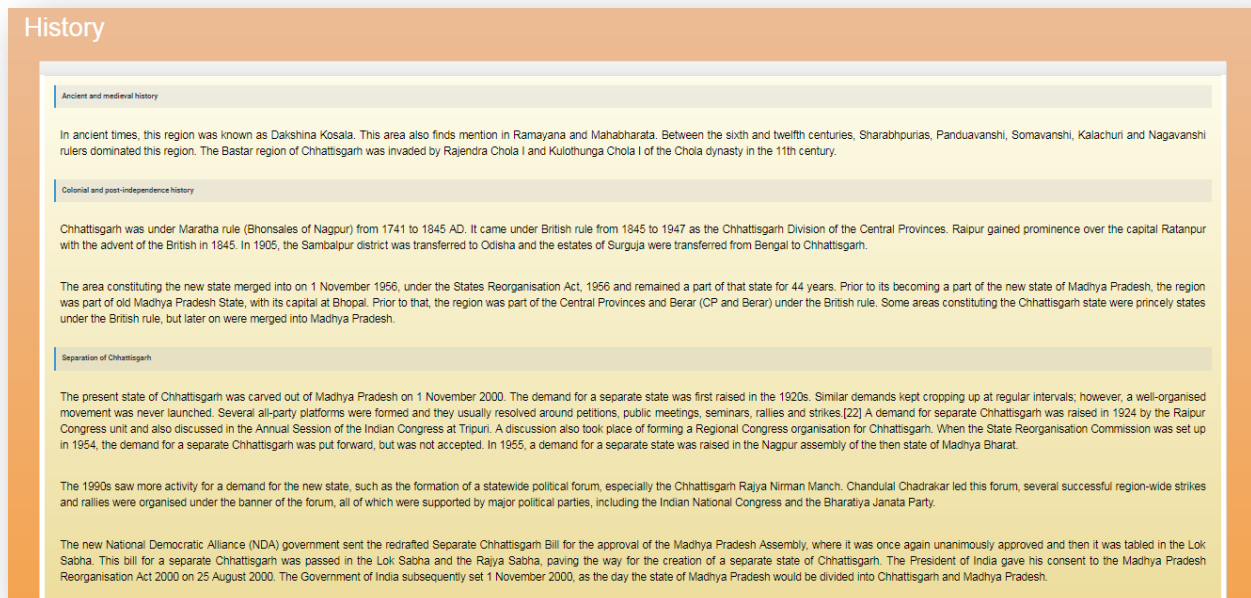 History
Ancient and medieval history
In ancient times, this region was known as Dakshina Kosala. This area also finds mention in Ramayana and Mahabharata. Between the sixth and twelfth centuries, Sharabhpurias, Panduavanshi, Somavanshi, Kalachuri and Nagavanshi
rulers dominated this region. The Bastar region of Chhattisgarh was invaded by Rajendra Chola I and Kulothunga Chola I of the Chola dynasty in the 11th century.
Colonial and post-independence history
Chhattisgarh was under Maratha rule (Bhonsales of Nagpur) from 1741 to 1845 AD. It came under British rule from 1845 to 1947 as the Chhattisgarh Division of the Central Provinces. Raipur gained prominence over the capital Ratanpur
with the advent of the British in 1845. In 1905, the Sambalpur district was transferred to Odisha and the estates of Surguja were transferred from Bengal to Chhattisgarh.
The area constituting the new state merged into on 1 November 1956, under the States Reorganisation Act, 1956 and remained a part of that state for 44 years. Prior to its becoming a part of the new state of Madhya Pradesh, the region
was part of old Madhya Pradesh State, with its capital at Bhopal. Prior to that, the region was part of the Central Provinces and Berar (CP and Berar) under the British rule. Some areas constituting the Chhattisgarh state were princely states
under the British rule, but later on were merged into Madhya Pradesh.
Separation of Chhattisgarh
The present state of Chhattisgarh was carved out of Madhya Pradesh on 1 November 2000. The demand for a separate state was first raised in the 1920s. Similar demands kept cropping up at regular intervals; however, a well-organised
movement was never launched. Several all-party platforms were formed and they usually resolved around petitions, public meetings, seminars, rallies and strikes.[22] A demand for separate Chhattisgarh was raised in 1924 by the Raipur
Congress unit and also discussed in the Annual Session of the Indian Congress at Tripuri. A discussion also took place of forming a Regional Congress organisation for Chhattisgarh. When the State Reorganisation Commission was set up
in 1954, the demand for a separate Chhattisgarh was put forward, but was not accepted. In 1955, a demand for a separate state was raised in the Nagpur assembly of the then state of Madhya Bharat.
The 1990s saw more activity for a demand for the new state, such as the formation of a statewide political forum, especially the Chhattisgarh Rajya Nirman Manch. Chandulal Chadrakar led this forum, several successful region-wide strikes
and rallies were organised under the banner of the forum, all of which were supported by major political parties, including the Indian National Congress and the Bharatiya Janata Party.
The new National Democratic Alliance (NDA) government sent the redrafted Separate Chhattisgarh Bill for the approval of the Madhya Pradesh Assembly, where it was once again unanimously approved and then it was tabled in the Lok
Sabha. This bill for a separate Chhattisgarh was passed in the Lok Sabha and the Rajya Sabha, paving the way for the creation of a separate state of Chhattisgarh. The President of India gave his consent to the Madhya Pradesh
Reorganisation Act 2000 on 25 August 2000. The Government of India subsequently set 1 November 2000, as the day the state of Madhya Pradesh would be divided into Chhattisgarh and Madhya Pradesh.